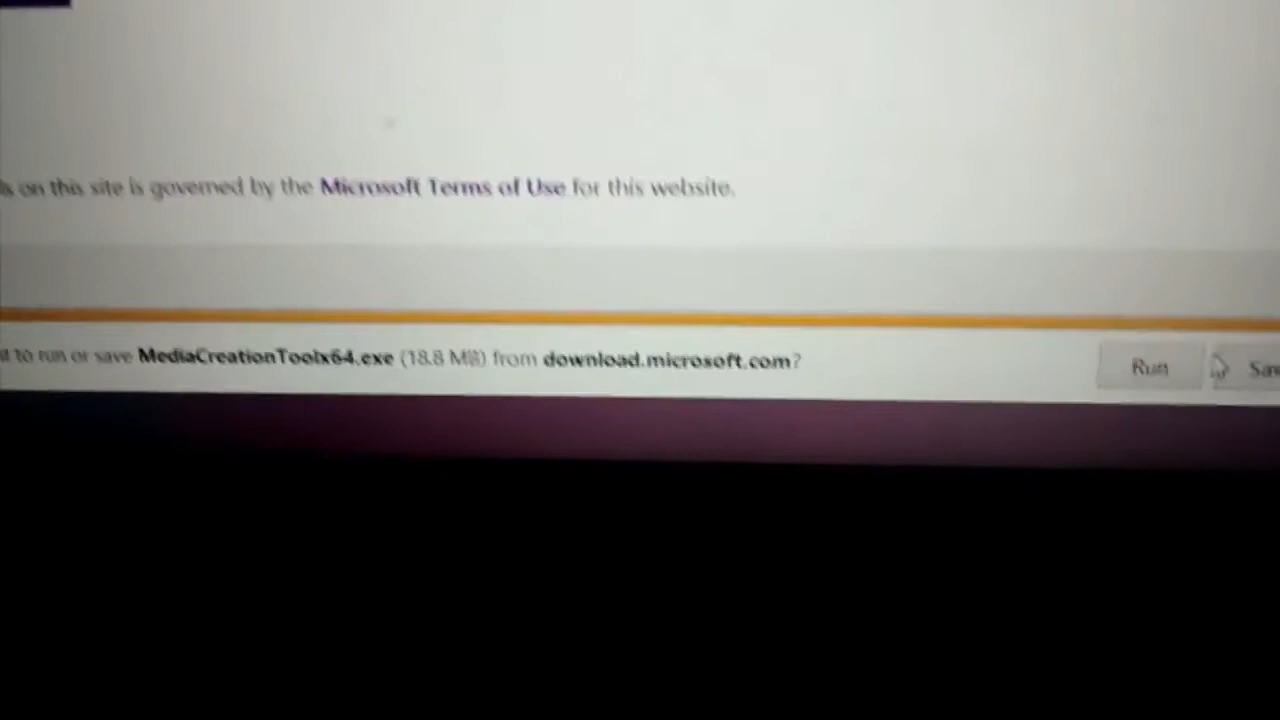 on this site is governed by the Microsoft Terms of Use for this website.
to run or save MediaCreationToolx64.exe (18.8 MB) from download.microsoft.com?
Run